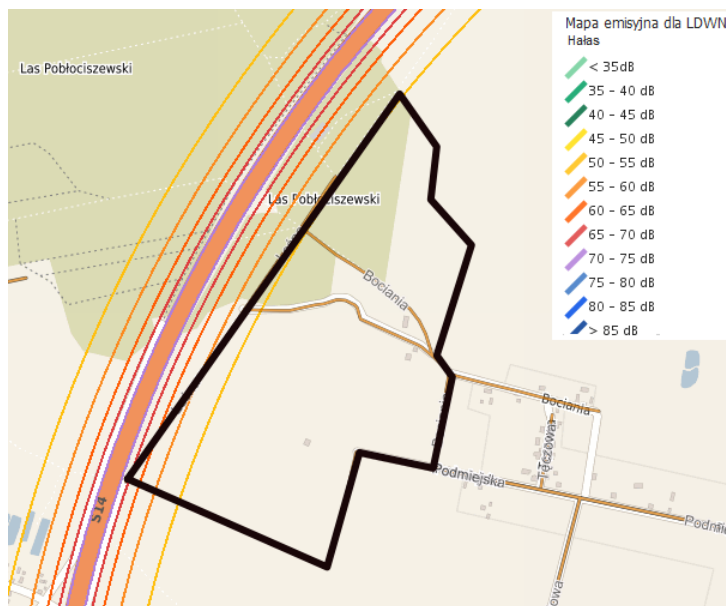 Mapa emisyjna dla LDWN
Hałas
< 35dB
35 - 40 dB
40 - 45 dB
45 - 50 dB
50 - 55 dB
55 - 60 dB
60 - 65 dB
65 - 70 dB
70 - 75 dB
75 - 80 dB
80 - 85 dB
> 85 dB
Las Pobłociszewski
Las Pobłociszewski
Bociania
Bociania
Tęczowa
Podmiejska
S14